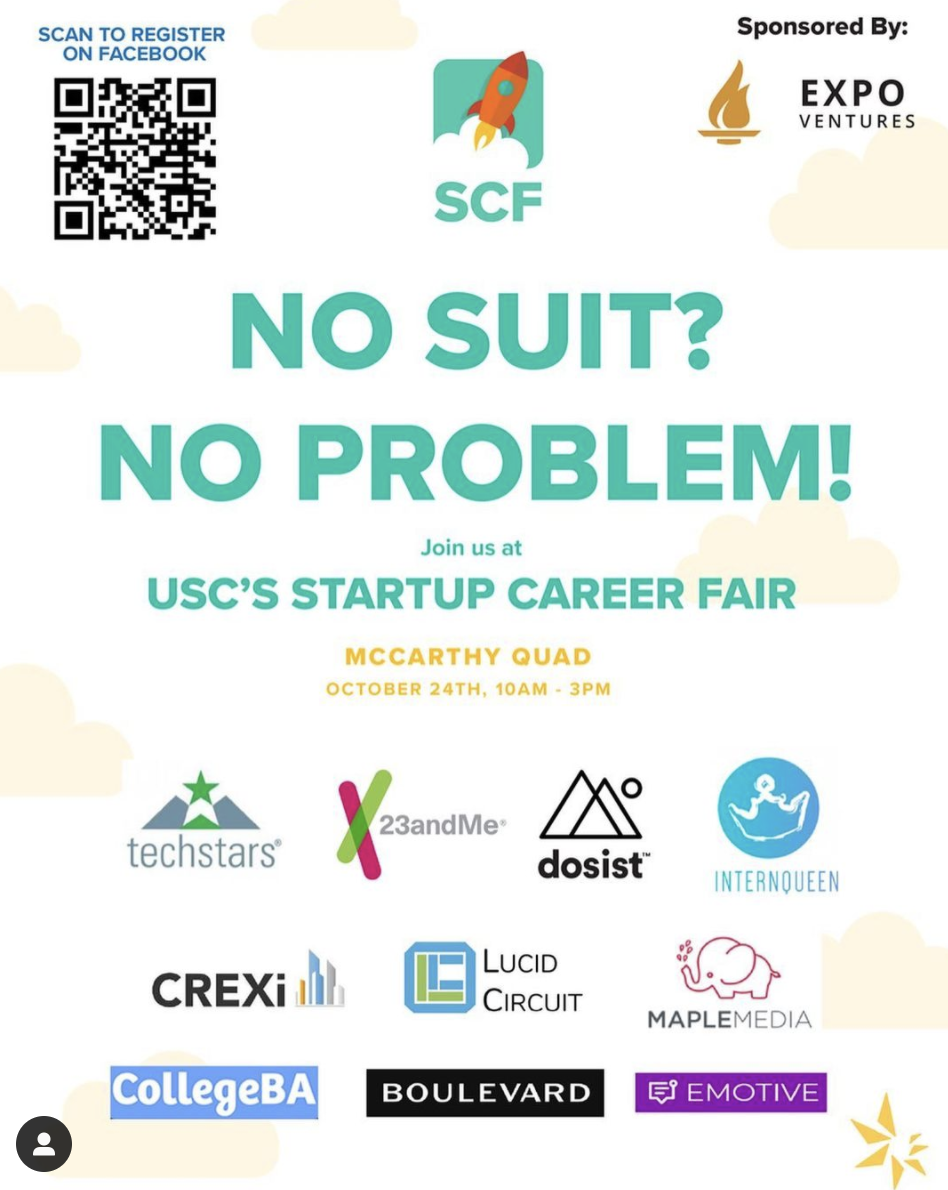 SCAN TO REGISTER
ON FACEBOOK
Sponsored By:
EXPO
VENTURES
SCF
NO SUIT?
NO PROBLEM!
Join us at
USC'S STARTUP CAREER FAIR
MCCARTHY QUAD
OCTOBER 24TH, 10AM - 3PM
techstars®
23andMe®
dosist™
INTERNQUEEN
CREXi
LUCID
CIRCUIT
MAPLEMEDIA
CollegeBA
BOULEVARD
EMOTIVE